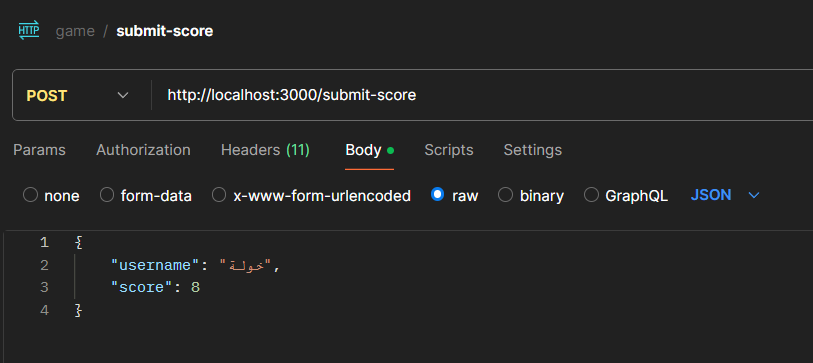 HTTP game / submit-score
POST http://localhost:3000/submit-score
Params Authorization Headers (11) Body Scripts Settings
none form-data x-www-form-urlencoded raw binary GraphQL JSON
1 {
2 "username": "خولة",
3 "score": 8
4 }